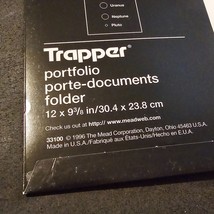 Uranus
Neptune
Pluto
Trapper®
portfolio
porte-documents
folder
12 x 9³/₈ in/30.4 x 23.8 cm
Check us out at http://www.meadweb.com
33100 © 1996 The Mead Corporation, Dayton, Ohio 45463 U.S.A.
Made in U.S.A./Fabriqué aux États-Unis/Hecho en E.U.A.